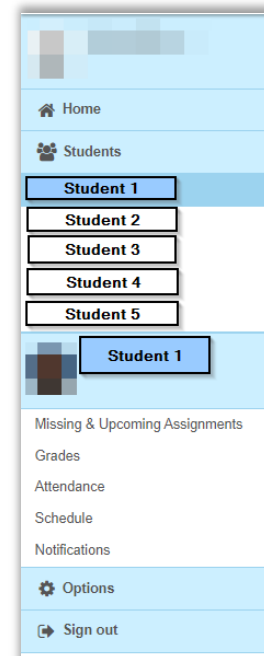 Home
Students
Student 1
Student 2
Student 3
Student 4
Student 5
Student 1
Missing & Upcoming Assignments
Grades
Attendance
Schedule
Notifications
Options
Sign out